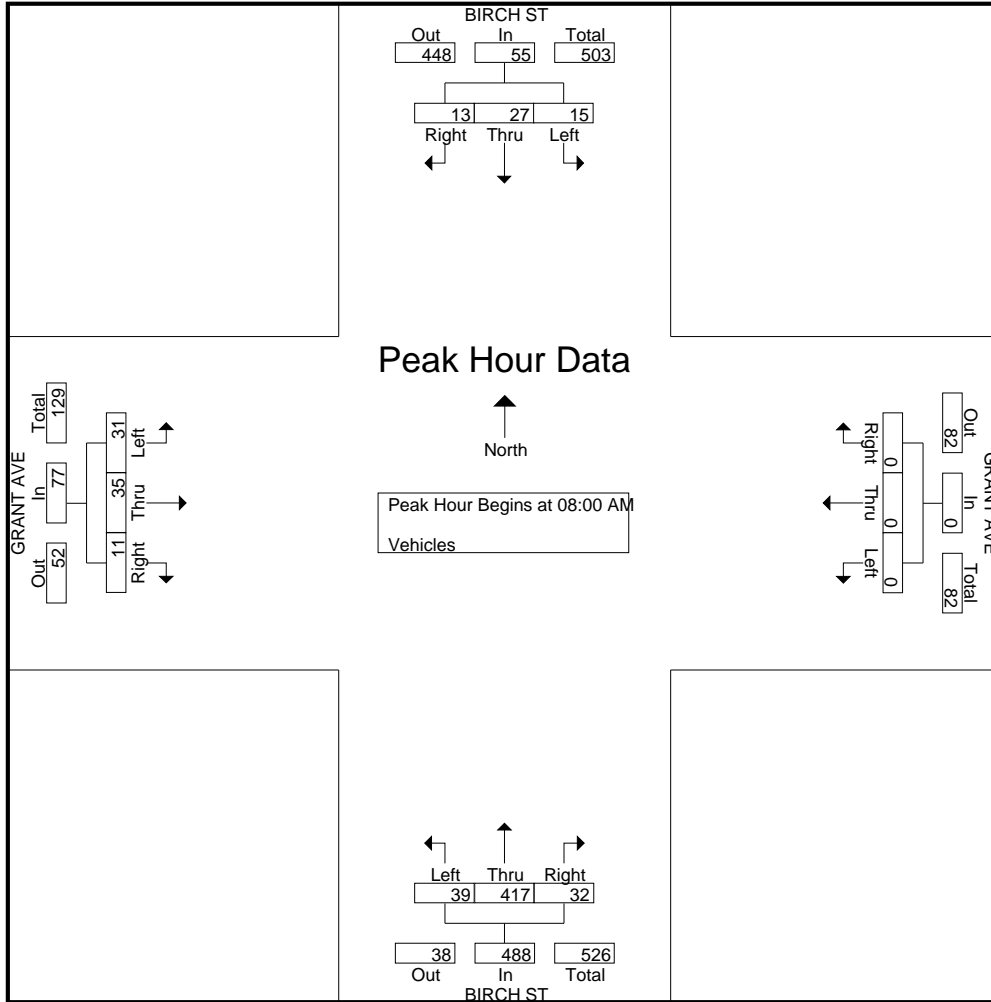 BIRCH ST
Out In Total
448 55 503
13 27 15
Right Thru Left
Peak Hour Data
North
Peak Hour Begins at 08:00 AM
Vehicles
GRANT AVE
Out In Total
52 77 129
11 35 31
Right Thru Left
GRANT AVE
Out In Total
82 0 82
0 0 0
Right Thru Left
Left Thru Right
39 417 32
38 488 526
Out In Total
BIRCH ST